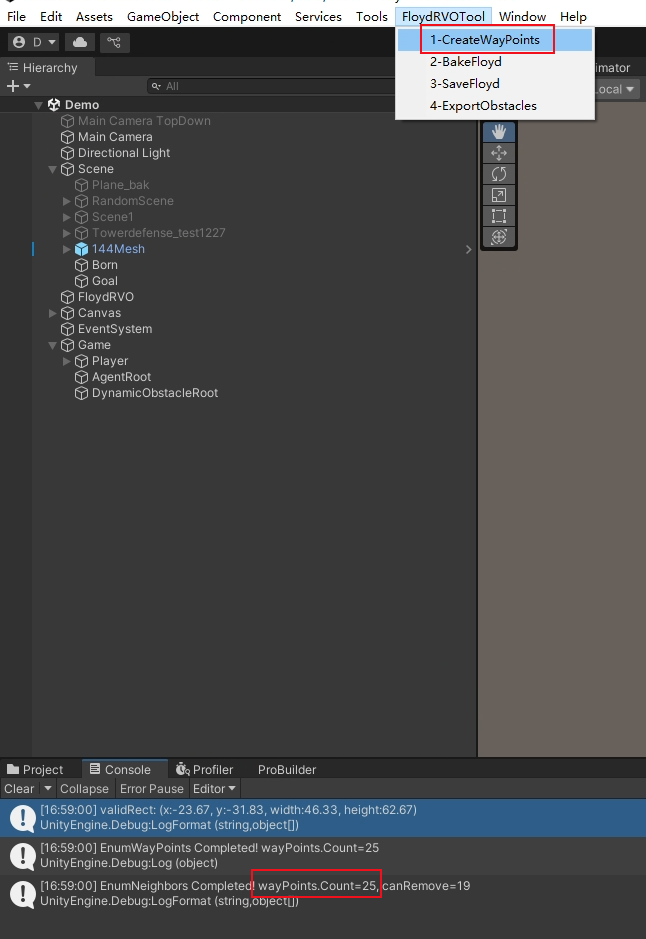 File Edit Assets GameObject Component Services Tools FloydRVOTool Window Help
1-CreateWayPoints
2-BakeFloyd
3-SaveFloyd
4-ExportObstacles
D
Hierarchy
imator
All
ocal
Demo
Main Camera TopDown
Main Camera
Directional Light
Scene
Plane_bak
RandomScene
Scene1
Towerdefense_test1227
144Mesh
Born
Goal
FloydRVO
Canvas
EventSystem
Game
Player
AgentRoot
DynamicObstacleRoot
Project Console Profiler ProBuilder
Clear Collapse Error Pause Editor
[16:59:00] validRect: (x:-23.67, y:-31.83, width:46.33, height:62.67)
UnityEngine.Debug:LogFormat (string,object[])
[16:59:00] EnumWayPoints Completed! wayPoints.Count=25
UnityEngine.Debug:Log (object)
[16:59:00] EnumNeighbors Completed! wayPoints.Count=25, canRemove=19
UnityEngine.Debug:LogFormat (string,object[])